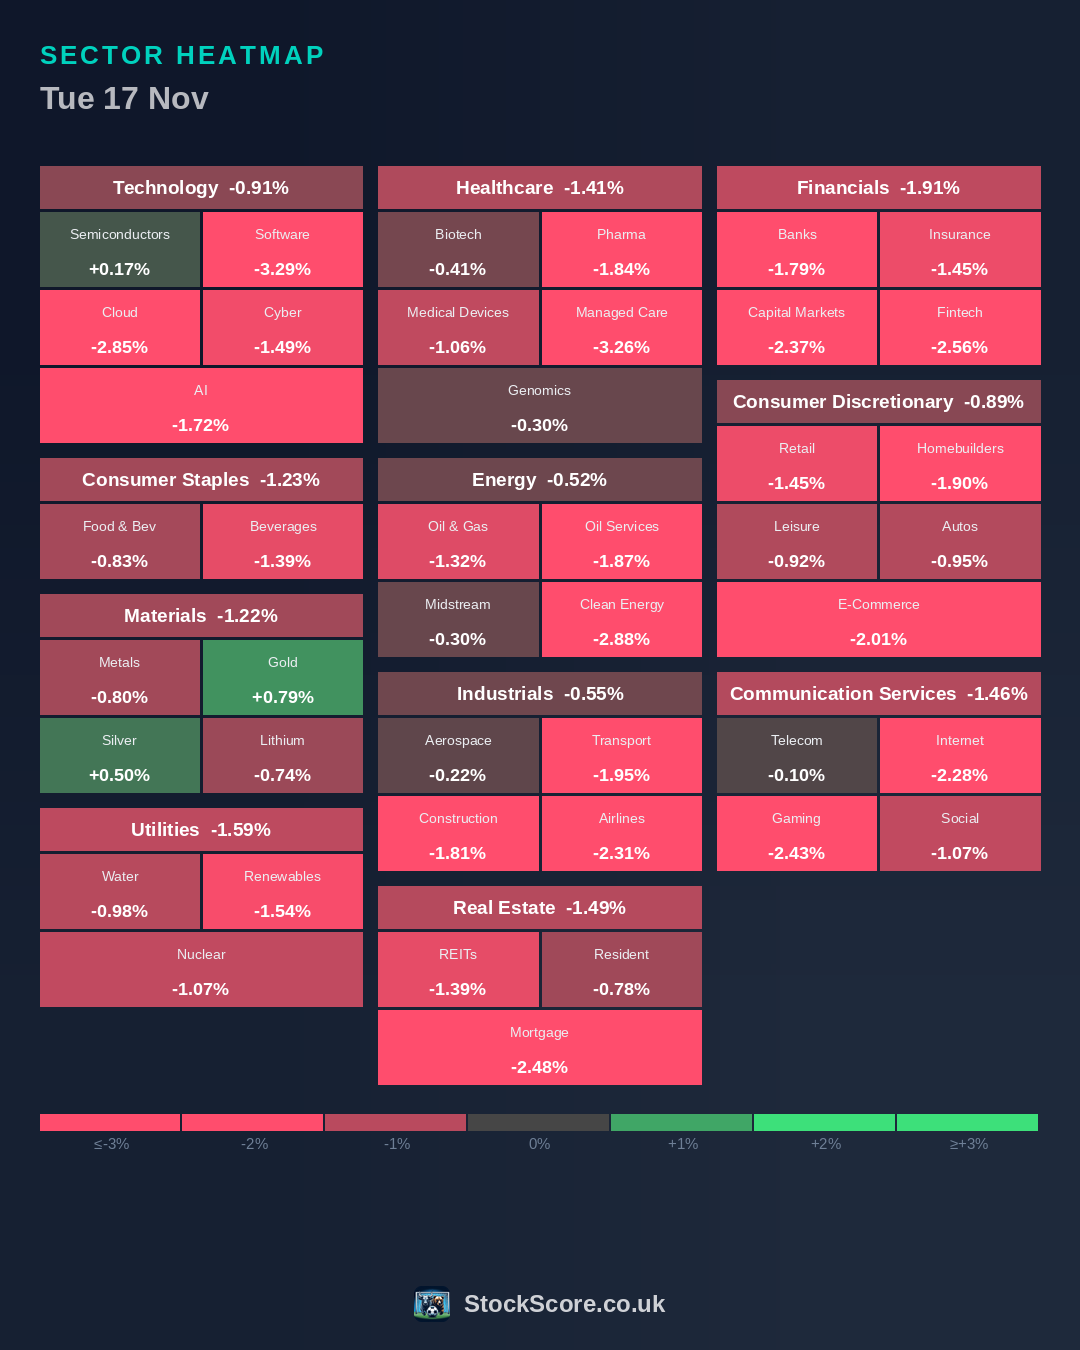 SECTOR HEATMAP
Tue 17 Nov
Technology -0.91%
Semiconductors
+0.17%
Software
-3.29%
Cloud
-2.85%
Cyber
-1.49%
AI
-1.72%
Consumer Staples -1.23%
Food & Bev
-0.83%
Beverages
-1.39%
Materials -1.22%
Metals
-0.80%
Gold
+0.79%
Silver
+0.50%
Lithium
-0.74%
Utilities -1.59%
Water
-0.98%
Renewables
-1.54%
Nuclear
-1.07%
Healthcare -1.41%
Biotech
-0.41%
Pharma
-1.84%
Medical Devices
-1.06%
Managed Care
-3.26%
Genomics
-0.30%
Energy -0.52%
Oil & Gas
-1.32%
Oil Services
-1.87%
Midstream
-0.30%
Clean Energy
-2.88%
Industrials -0.55%
Aerospace
-0.22%
Transport
-1.95%
Construction
-1.81%
Airlines
-2.31%
Real Estate -1.49%
REITs
-1.39%
Resident
-0.78%
Mortgage
-2.48%
Financials -1.91%
Banks
-1.79%
Insurance
-1.45%
Capital Markets
-2.37%
Fintech
-2.56%
Consumer Discretionary -0.89%
Retail
-1.45%
Homebuilders
-1.90%
Leisure
-0.92%
Autos
-0.95%
E-Commerce
-2.01%
Communication Services -1.46%
Telecom
-0.10%
Internet
-2.28%
Gaming
-2.43%
Social
-1.07%
≤-3% -2% -1% 0% +1% +2% ≥+3%
StockScore.co.uk